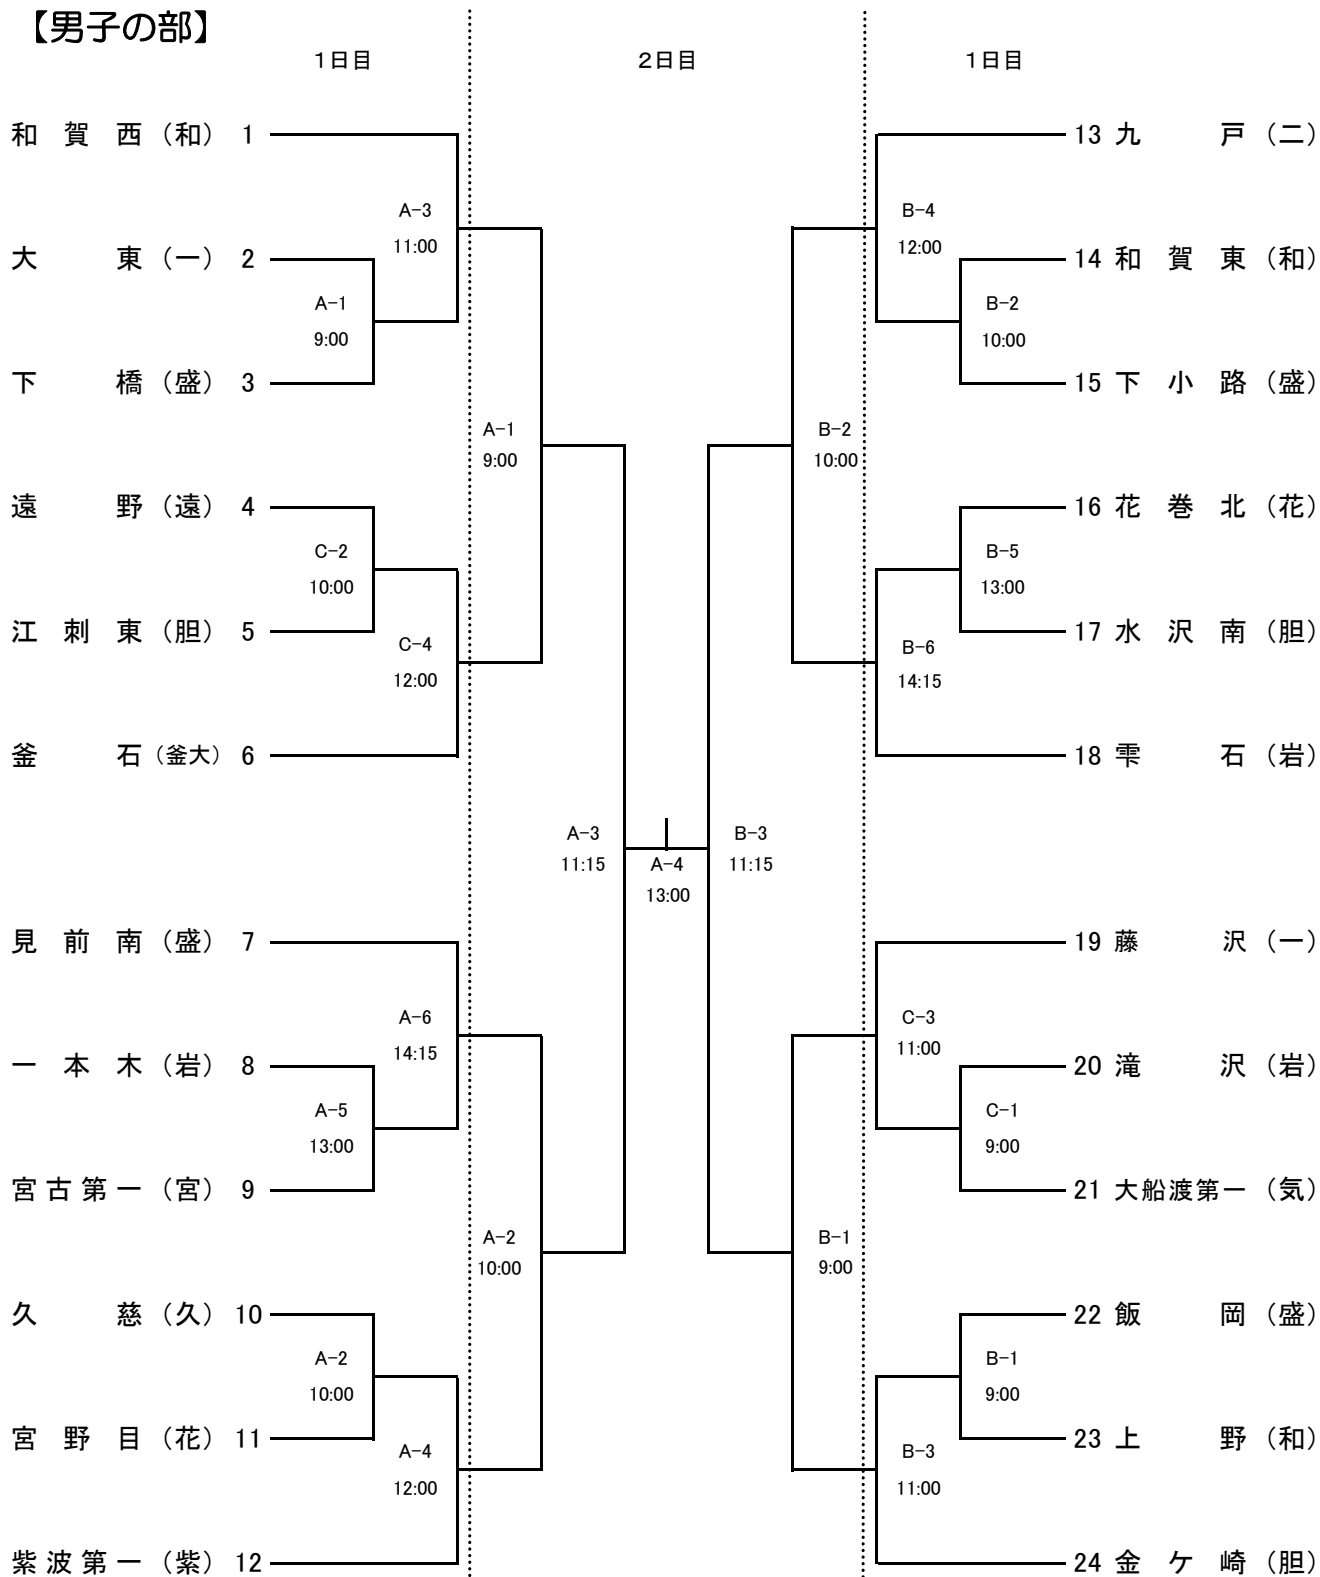 【男子の部】
1日目 2日目 1日目
和賀西（和） 1
13 九戸（二）
A-3
11:00
B-4
12:00
大東（一） 2
14 和賀東（和）
A-1
9:00
B-2
10:00
下橋（盛） 3
15 下小路（盛）
A-1
9:00
B-2
10:00
遠野（遠） 4
16 花巻北（花）
C-2
10:00
B-5
13:00
江刺東（胆） 5
17 水沢南（胆）
C-4
12:00
B-6
14:15
釜石（釜大） 6
18 雫石（岩）
A-3
11:15
A-4
13:00
B-3
11:15
見前南（盛） 7
19 藤沢（一）
A-6
14:15
C-3
11:00
一本木（岩） 8
20 滝沢（岩）
A-5
13:00
C-1
9:00
宮古第一（宮） 9
21 大船渡第一（気）
A-2
10:00
B-1
9:00
久慈（久） 10
22 飯岡（盛）
A-2
10:00
B-1
9:00
宮野目（花） 11
23 上野（和）
A-4
12:00
B-3
11:00
紫波第一（紫） 12
24 金ケ崎（胆）